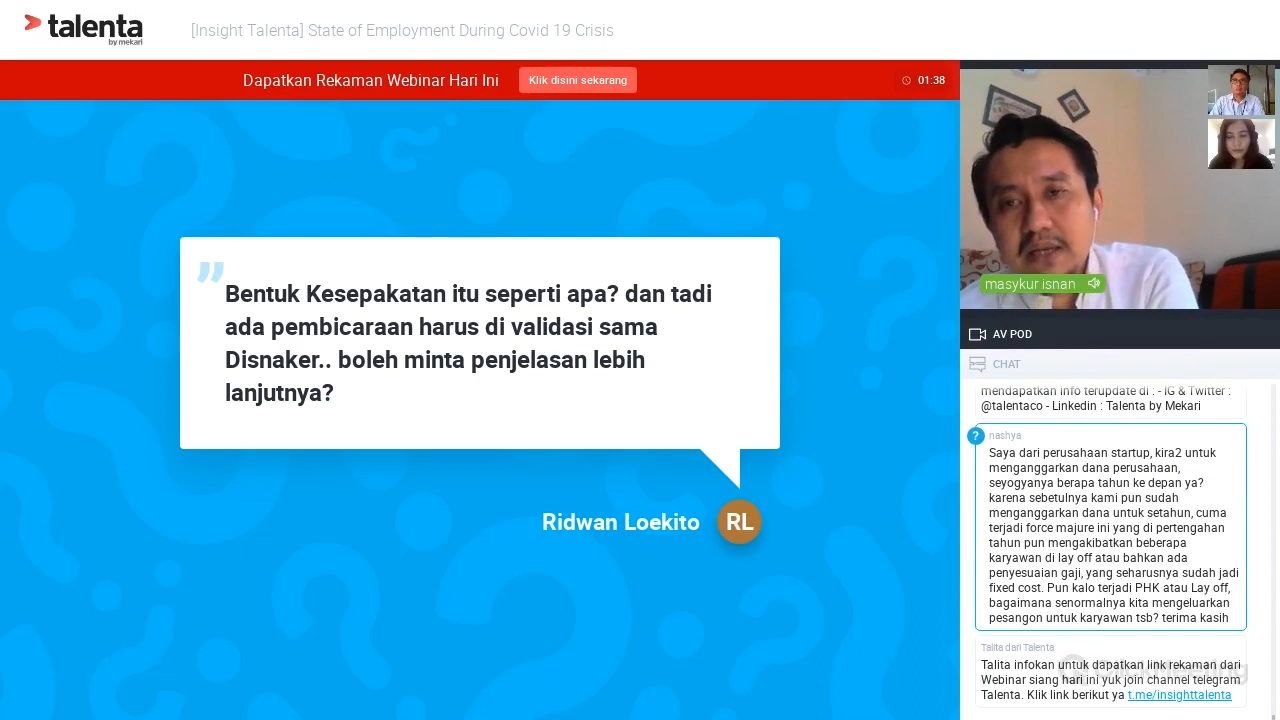 talenta
by mekari
[Insight Talenta] State of Employment During Covid 19 Crisis
Dapatkan Rekaman Webinar Hari Ini
Klik disini sekarang
01:38
Bentuk Kesepakatan itu seperti apa? dan tadi
ada pembicaraan harus di validasi sama
Disnaker.. boleh minta penjelasan lebih
lanjutnya?
Ridwan Loekito
RL
masykur isnan
AV POD
CHAT
mendapatkan info terupdate di : - IG & Twitter :
@talentaco - Linkedin : Talenta by Mekari
?
nashya
Saya dari perusahaan startup, kira2 untuk
menganggarkan dana perusahaan,
seyogyanya berapa tahun ke depan ya?
karena sebetulnya kami pun sudah
menganggarkan dana untuk setahun, cuma
terjadi force majure ini yang di pertengahan
tahun pun mengakibatkan beberapa
karyawan di lay off atau bahkan ada
penyesuaian gaji, yang seharusnya sudah jadi
fixed cost. Pun kalo terjadi PHK atau Lay off,
bagaimana senormalnya kita mengeluarkan
pesangon untuk karyawan tsb? terima kasih
Talita dari Talenta
Talita infokan untuk dapatkan link rekaman dari
Webinar siang hari ini yuk join channel telegram
Talenta. Klik link berikut ya t.me/insighttalenta